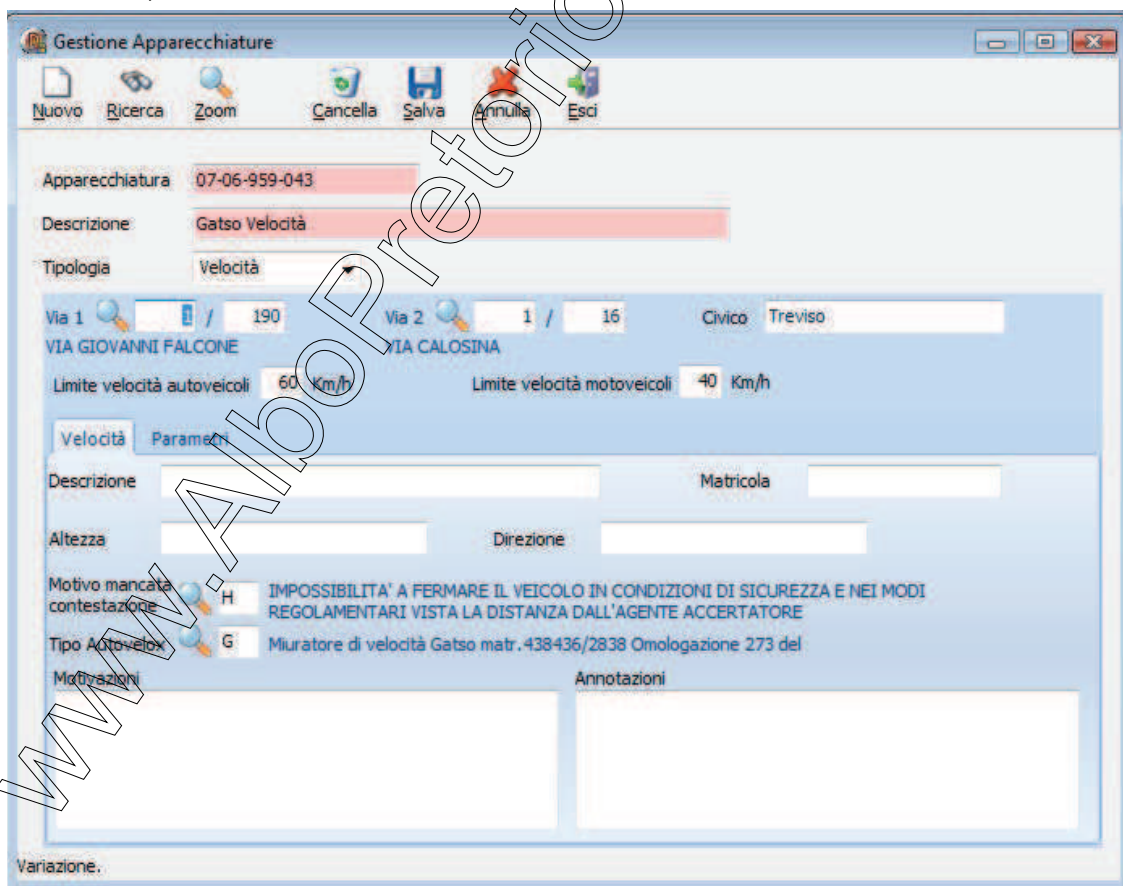 Gestione Apparecchiature
Nuovo Ricerca Zoom Cancella Salva Annulla Esci
Apparecchiatura 07-06-959-043
Descrizione Gatso Velocità
Tipologia Velocità
Via 1 1 / 190 Via 2 1 / 16 Civico Treviso
VIA GIOVANNI FALCONE VIA CALOSINA
Limite velocità autoveicoli 60 Km/h Limite velocità motoveicoli 40 Km/h
Velocità Parametri
Descrizione Matricola
Altezza Direzione
Motivo mancata contestazione H IMPOSSIBILITA' A FERMARE IL VEICOLO IN CONDIZIONI DI SICUREZZA E NEI MODI
REGOLAMENTARI VISTA LA DISTANZA DALL'AGENTE ACCERTATORE
Tipo Autovelox G Miuratore di velocità Gatso matr.438436/2838 Omologazione 273 del
Motivazioni Annotazioni
Variazione.
www.AlboPretorio